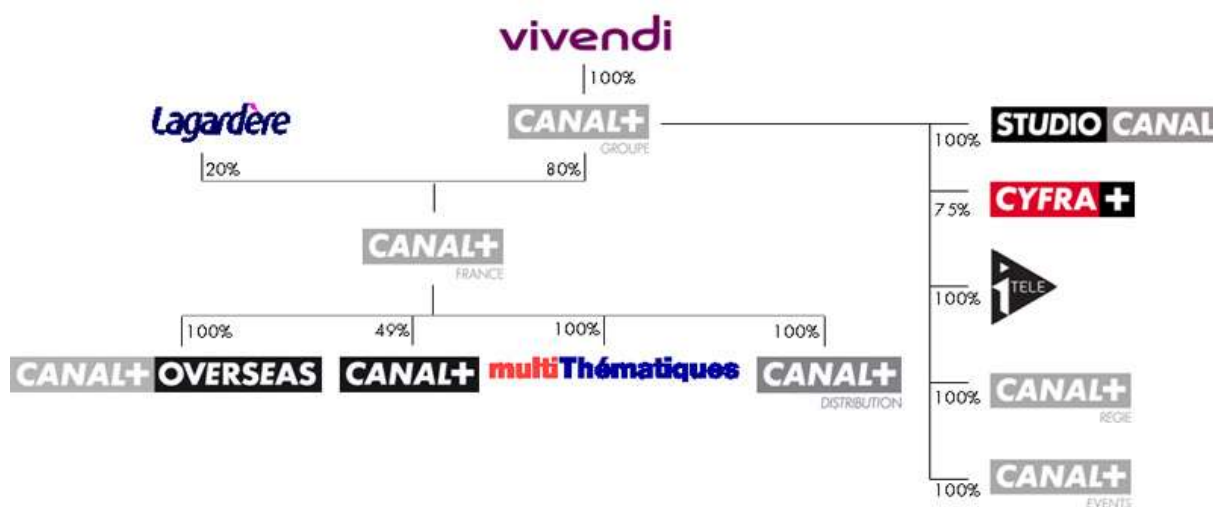 vivendi
100%
Lagardère
CANAL+
GROUPE
STUDIO CANAL
100%
20%
80%
CYFRA +
75%
CANAL+
FRANCE
i TELE
100%
100%
49%
100%
100%
CANAL+ OVERSEAS
CANAL+
multiThématiques
CANAL+
DISTRIBUTION
CANAL+
RÉGIE
100%
CANAL+
EVENTS
100%